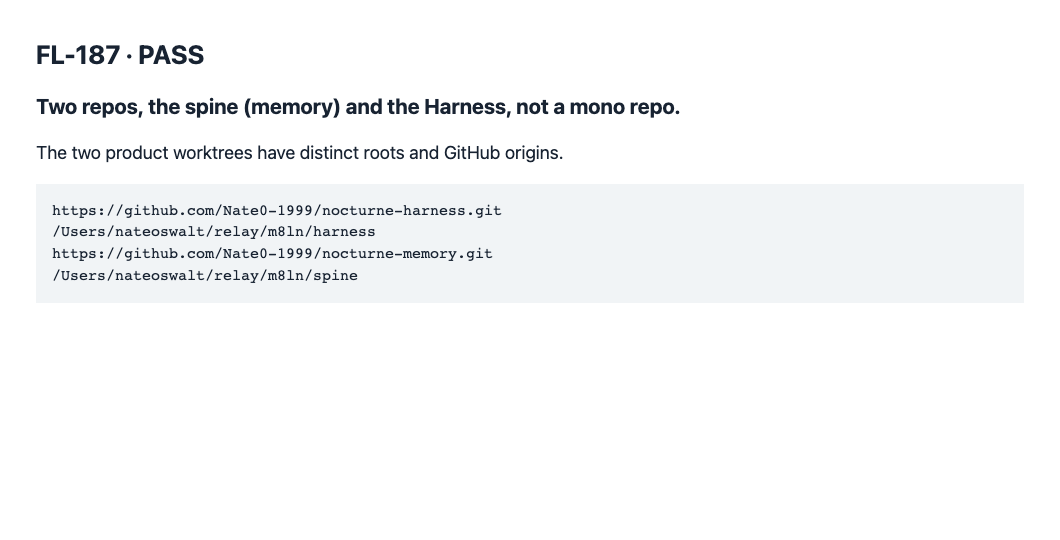 FL-187 · PASS
Two repos, the spine (memory) and the Harness, not a mono repo.
The two product worktrees have distinct roots and GitHub origins.
https://github.com/Nate0-1999/nocturne-harness.git
/Users/nateoswalt/relay/m8ln/harness
https://github.com/Nate0-1999/nocturne-memory.git
/Users/nateoswalt/relay/m8ln/spine